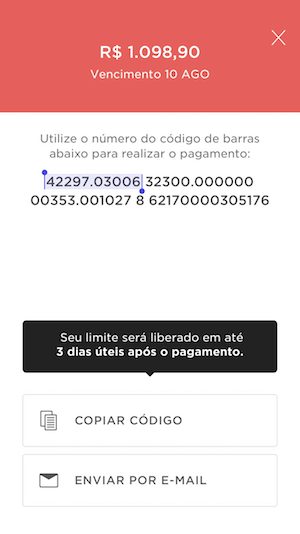 R$ 1.098,90
Vencimento 10 AGO
Utilize o número do código de barras
abaixo para realizar o pagamento:
42297.03006 32300.000000
00353.001027 8 62170000305176
Seu limite será liberado em até
3 dias úteis após o pagamento.
COPIAR CÓDIGO
ENVIAR POR E-MAIL